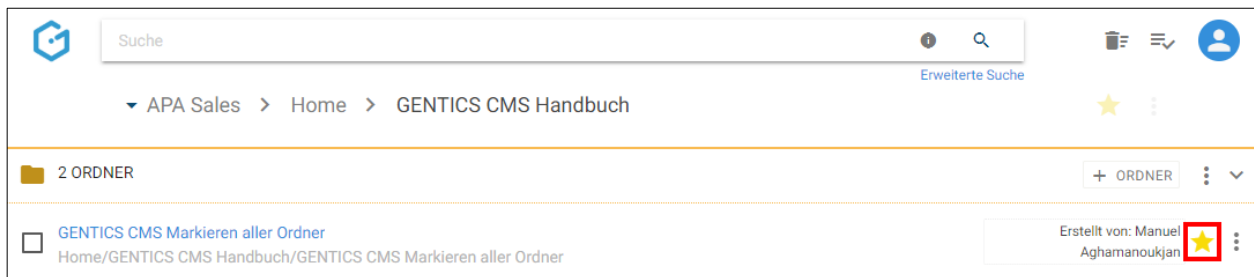 Suche
Erweiterte Suche
APA Sales > Home > GENTICS CMS Handbuch
2 ORDNER
+ ORDNER
GENTICS CMS Markieren aller Ordner
Home/GENTICS CMS Handbuch/GENTICS CMS Markieren aller Ordner
Erstellt von: Manuel
Aghamanoukjan